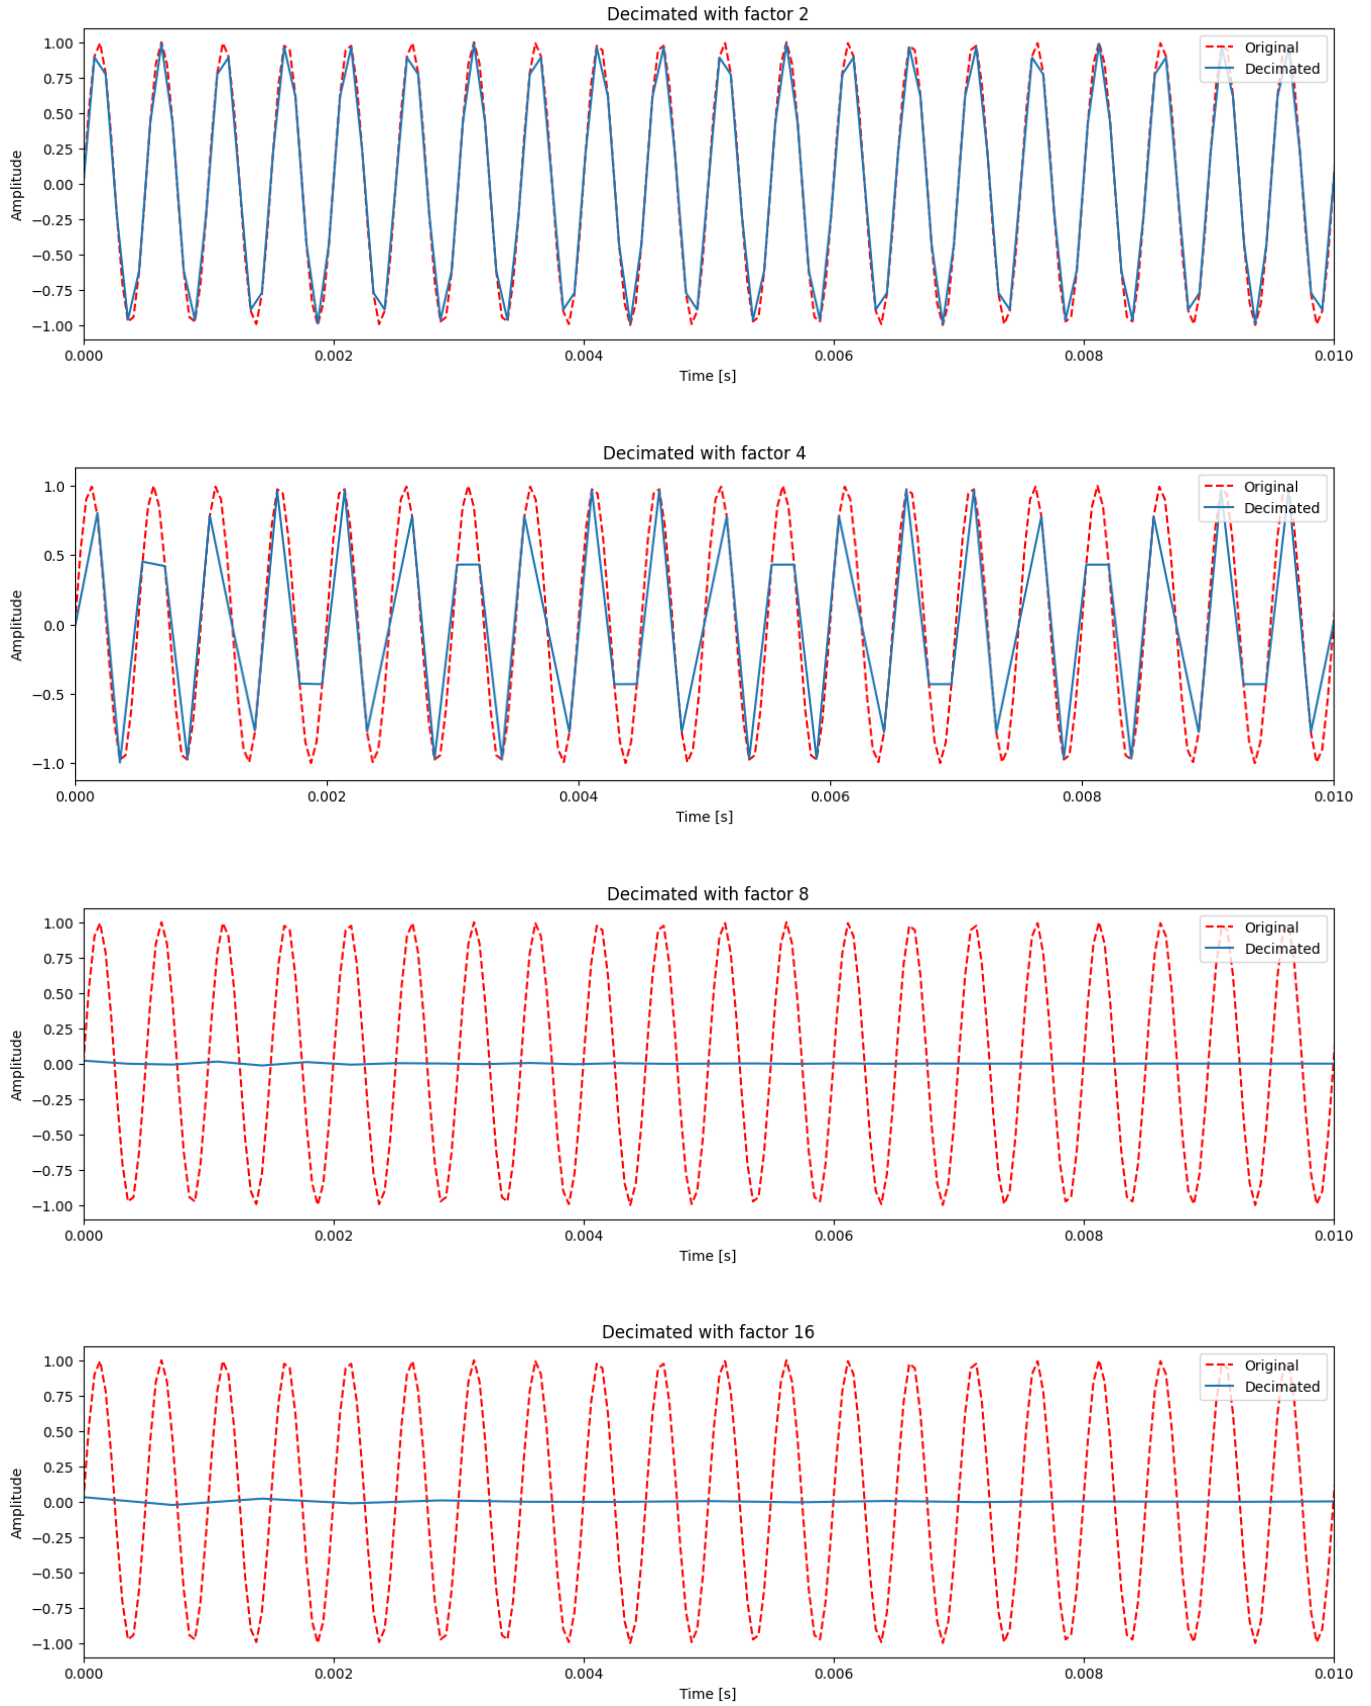 Decimated with factor 2
1.00
0.75
0.50
0.25
0.00
−0.25
−0.50
−0.75
−1.00
Amplitude
Original
Decimated
0.000 0.002 0.004 0.006 0.008 0.010
Time [s]
Decimated with factor 4
1.0
0.5
0.0
−0.5
−1.0
Amplitude
Original
Decimated
0.000 0.002 0.004 0.006 0.008 0.010
Time [s]
Decimated with factor 8
1.00
0.75
0.50
0.25
0.00
−0.25
−0.50
−0.75
−1.00
Amplitude
Original
Decimated
0.000 0.002 0.004 0.006 0.008 0.010
Time [s]
Decimated with factor 16
1.00
0.75
0.50
0.25
0.00
−0.25
−0.50
−0.75
−1.00
Amplitude
Original
Decimated
0.000 0.002 0.004 0.006 0.008 0.010
Time [s]